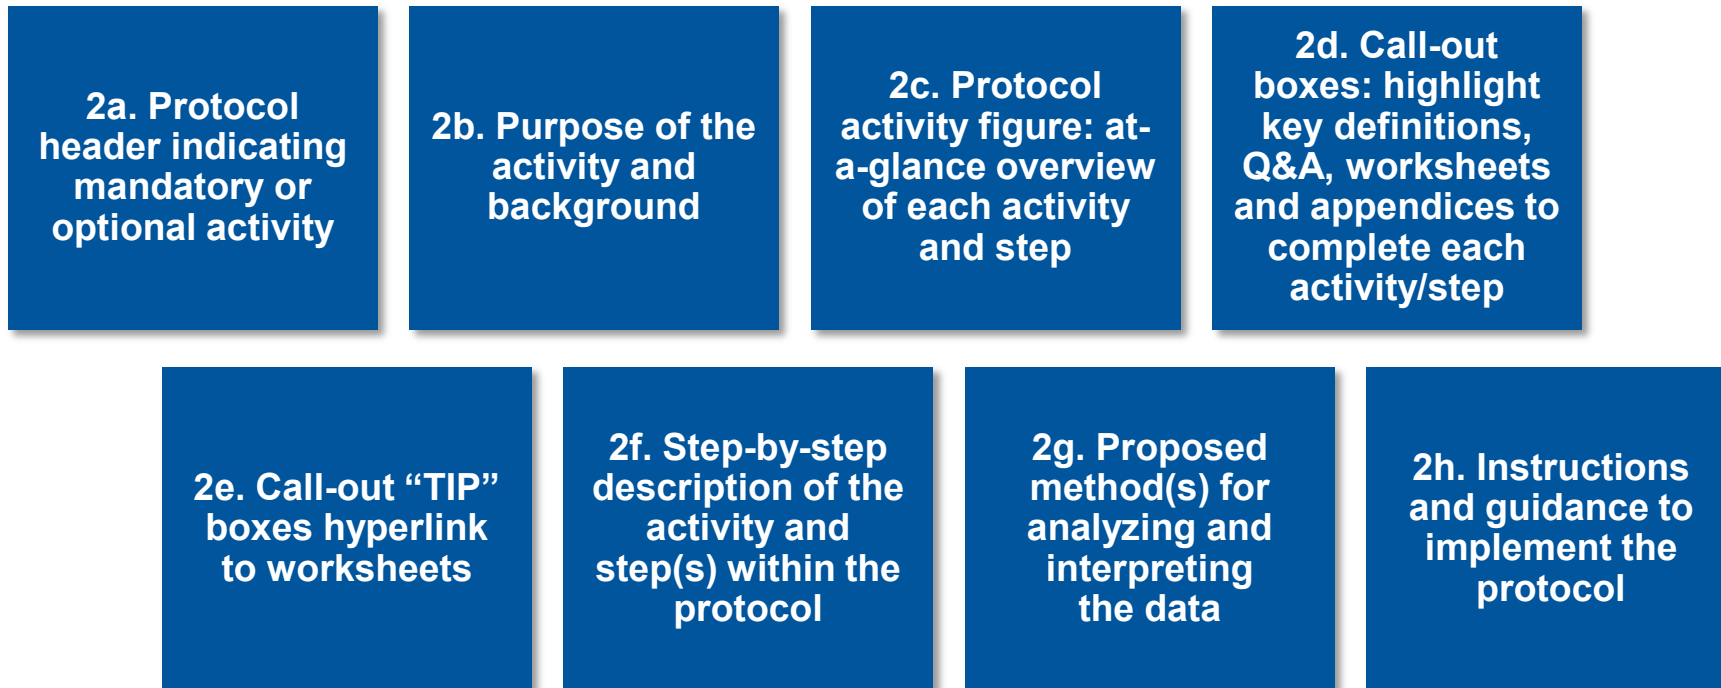 2a. Protocol
header indicating
mandatory or
optional activity
2b. Purpose of the
activity and
background
2c. Protocol
activity figure: at-
a-glance overview
of each activity
and step
2d. Call-out
boxes: highlight
key definitions,
Q&A, worksheets
and appendices to
complete each
activity/step
2e. Call-out “TIP”
boxes hyperlink
to worksheets
2f. Step-by-step
description of the
activity and
step(s) within the
protocol
2g. Proposed
method(s) for
analyzing and
interpreting
the data
2h. Instructions
and guidance to
implement the
protocol